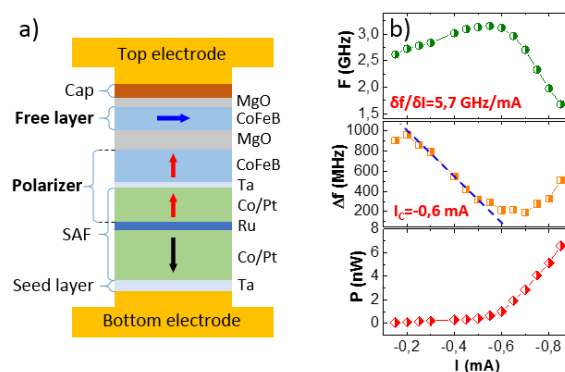 a)
Top electrode
Cap
MgO
Free layer
CoFeB
MgO
CoFeB
Polarizer
Ta
Co/Pt
SAF
Ru
Co/Pt
Seed layer
Ta
Bottom electrode
b)
F (GHz)
3,0
2,5
2,0
1,5
δf/δI=5,7 GHz/mA
Δf (MHz)
1000
800
600
400
200
I_C=-0,6 mA
P (nW)
8
6
4
2
0
-0,2 -0,4 -0,6 -0,8
I (mA)